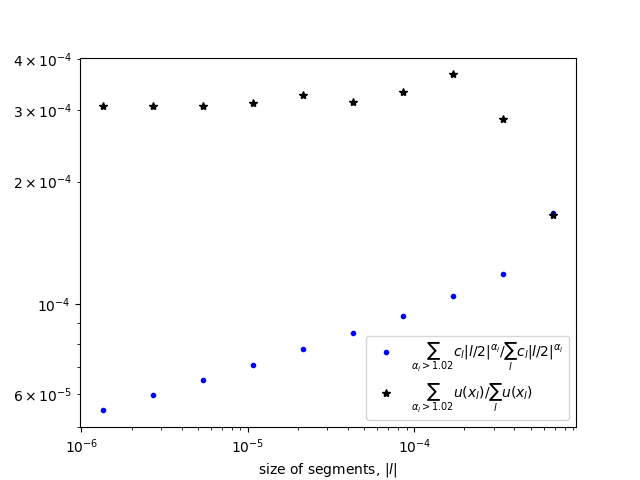 4 × 10⁻⁴
3 × 10⁻⁴
2 × 10⁻⁴
10⁻⁴
6 × 10⁻⁵
∑_{α_l>1.02} c_l|l/2|^{α_l} / ∑_l c_l|l/2|^{α_l}
∑_{α_l>1.02} u(x_l) / ∑_l u(x_l)
10⁻⁶ 10⁻⁵ 10⁻⁴
size of segments, |l|